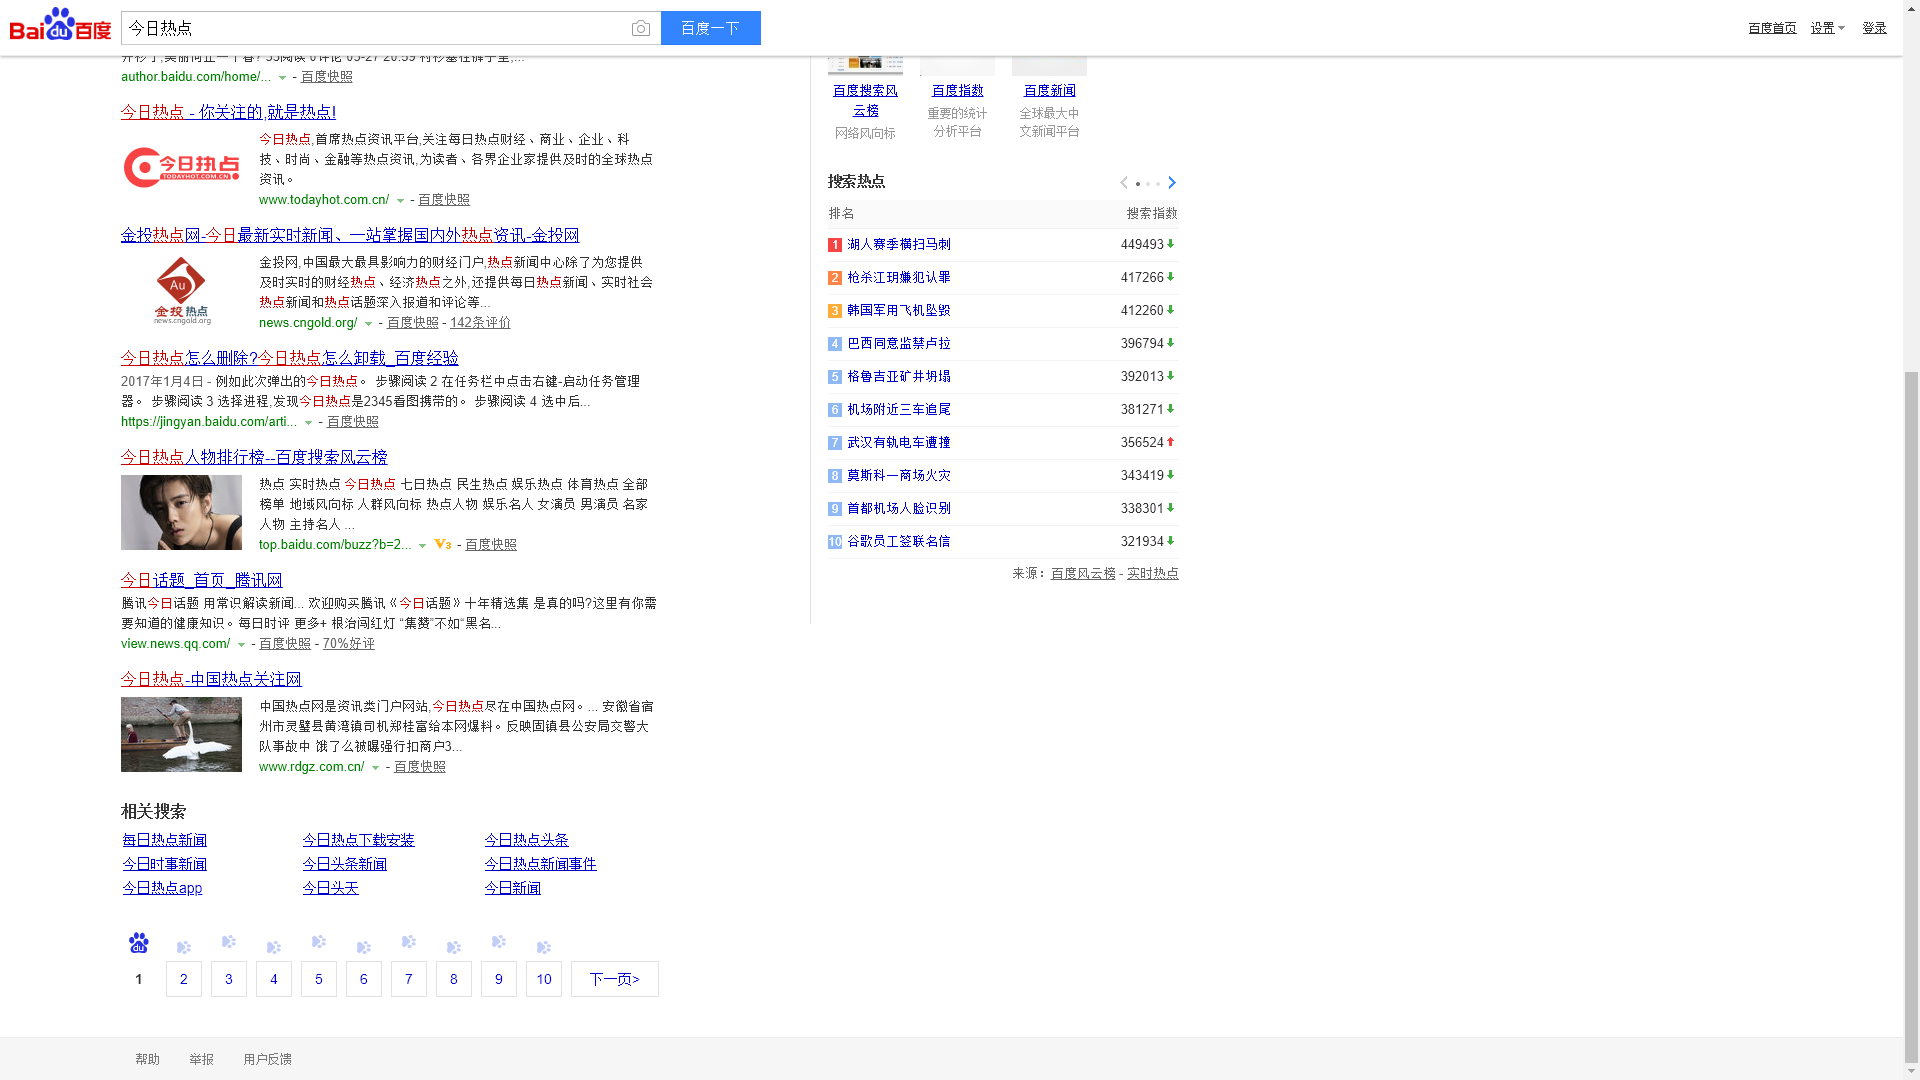 Baidu百度 今日热点 百度一下 百度首页 设置 登录
author.baidu.com/home/... - 百度快照
今日热点 - 你关注的,就是热点!
今日热点
TODAYHOT.COM.CN
今日热点,首席热点资讯平台,关注每日热点财经、商业、企业、科
技、时尚、金融等热点资讯,为读者、各界企业家提供及时的全球热点
资讯。
www.todayhot.com.cn/ - 百度快照
金投热点网-今日最新实时新闻、一站掌握国内外热点资讯-金投网
Au
金投 热点
news.cngold.org
金投网,中国最大最具影响力的财经门户,热点新闻中心除了为您提供
及时实时的财经热点、经济热点之外,还提供每日热点新闻、实时社会
热点新闻和热点话题深入报道和评论等...
news.cngold.org/ - 百度快照 - 142条评价
今日热点怎么删除?今日热点怎么卸载_百度经验
2017年1月4日 - 例如此次弹出的今日热点。 步骤阅读 2 在任务栏中点击右键-启动任务管理
器。 步骤阅读 3 选择进程,发现今日热点是2345看图携带的。 步骤阅读 4 选中后...
https://jingyan.baidu.com/arti... - 百度快照
今日热点人物排行榜--百度搜索风云榜
热点 实时热点 今日热点 七日热点 民生热点 娱乐热点 体育热点 全部
榜单 地域风向标 人群风向标 热点人物 娱乐名人 女演员 男演员 名家
人物 主持名人 ...
top.baidu.com/buzz?b=2... V3 - 百度快照
今日话题_首页_腾讯网
腾讯今日话题 用常识解读新闻... 欢迎购买腾讯《今日话题》十年精选集 是真的吗?这里有你需
要知道的健康知识。每日时评 更多+ 根治闯红灯 “集赞”不如“黑名...
view.news.qq.com/ - 百度快照 - 70%好评
今日热点-中国热点关注网
中国热点网是资讯类门户网站,今日热点尽在中国热点网。... 安徽省宿
州市灵璧县黄湾镇司机郑桂富给本网爆料。反映固镇县公安局交警大
队事故中 饿了么被曝强行扣商户3...
www.rdgz.com.cn/ - 百度快照
相关搜索
每日热点新闻 今日热点下载安装 今日热点头条
今日时事新闻 今日头条新闻 今日热点新闻事件
今日热点app 今日头天 今日新闻
du
1 2 3 4 5 6 7 8 9 10 下一页>
百度搜索风
云榜
网络风向标
百度指数
重要的统计
分析平台
百度新闻
全球最大中
文新闻平台
搜索热点
排名 搜索指数
1 湖人赛季横扫马刺 449493
2 枪杀江玥嫌犯认罪 417266
3 韩国军用飞机坠毁 412260
4 巴西同意监禁卢拉 396794
5 格鲁吉亚矿井坍塌 392013
6 机场附近三车追尾 381271
7 武汉有轨电车遭撞 356524
8 莫斯科一商场火灾 343419
9 首都机场人脸识别 338301
10 谷歌员工签联名信 321934
来源：百度风云榜 - 实时热点
帮助 举报 用户反馈